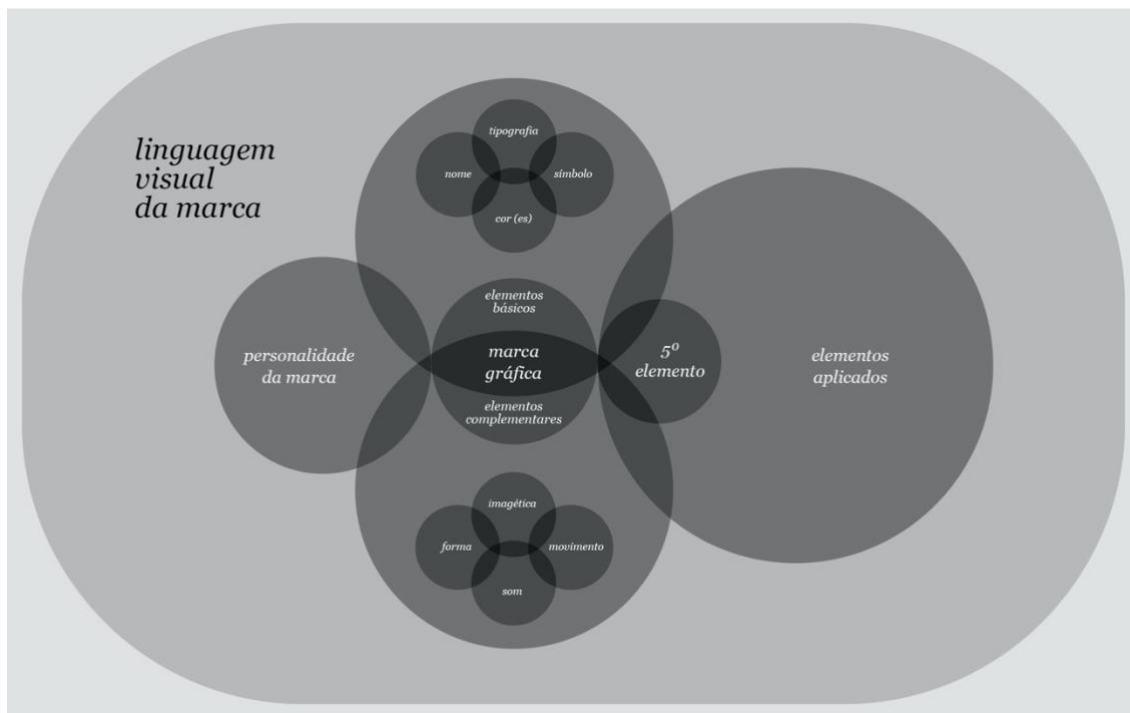 linguagem
visual
da marca
tipografia
nome
símbolo
cor (es)
elementos
básicos
marca
gráfica
elementos
complementares
personalidade
da marca
5º
elemento
elementos
aplicados
imagética
forma
movimento
som